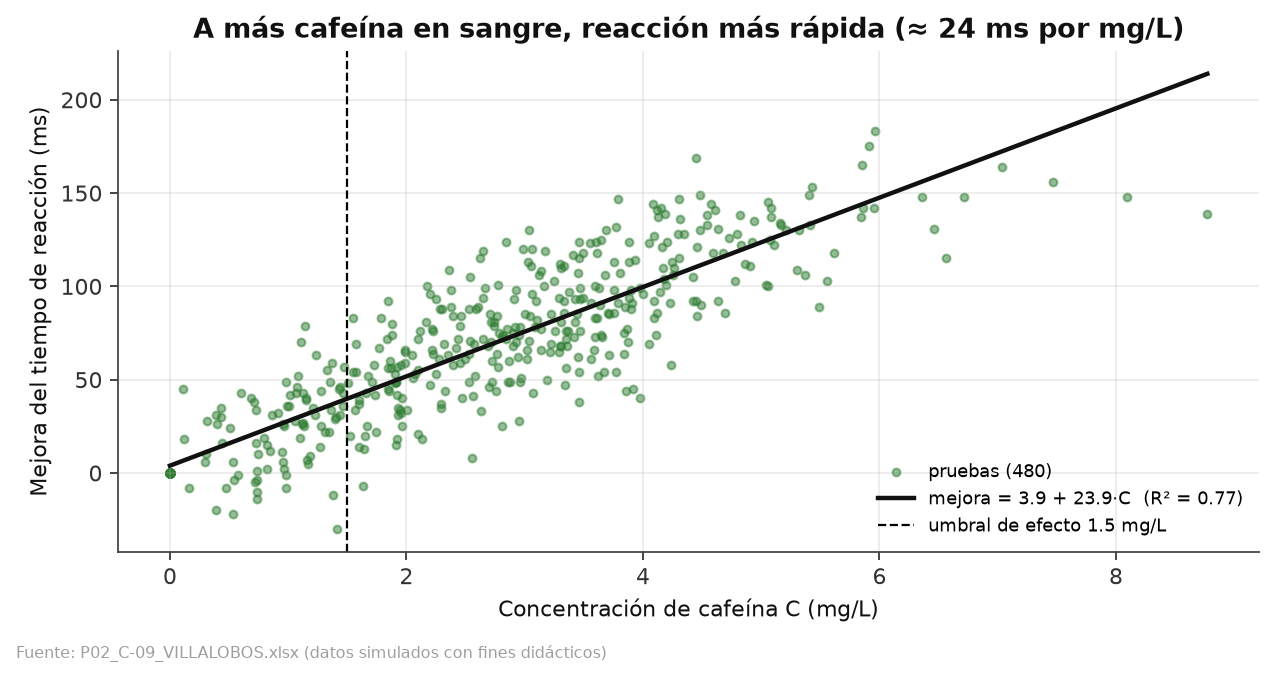 A más cafeína en sangre, reacción más rápida (≈ 24 ms por mg/L)
Mejora del tiempo de reacción (ms)
200
150
100
50
0
pruebas (480)
mejora = 3.9 + 23.9·C (R² = 0.77)
umbral de efecto 1.5 mg/L
0 2 4 6 8
Concentración de cafeína C (mg/L)
Fuente: P02_C-09_VILLALOBOS.xlsx (datos simulados con fines didácticos)